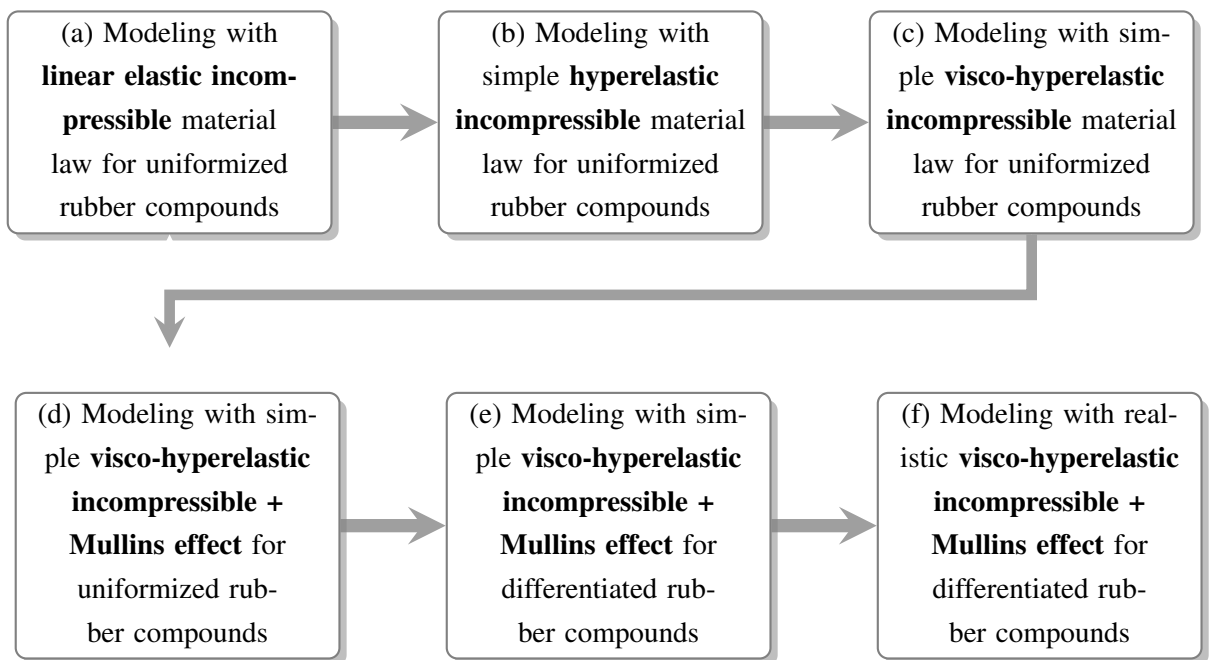 (a) Modeling with
linear elastic incom-
pressible material
law for uniformized
rubber compounds
(b) Modeling with
simple hyperelastic
incompressible material
law for uniformized
rubber compounds
(c) Modeling with sim-
ple visco-hyperelastic
incompressible material
law for uniformized
rubber compounds
(d) Modeling with sim-
ple visco-hyperelastic
incompressible +
Mullins effect for
uniformized rub-
ber compounds
(e) Modeling with sim-
ple visco-hyperelastic
incompressible +
Mullins effect for
differentiated rub-
ber compounds
(f) Modeling with real-
istic visco-hyperelastic
incompressible +
Mullins effect for
differentiated rub-
ber compounds